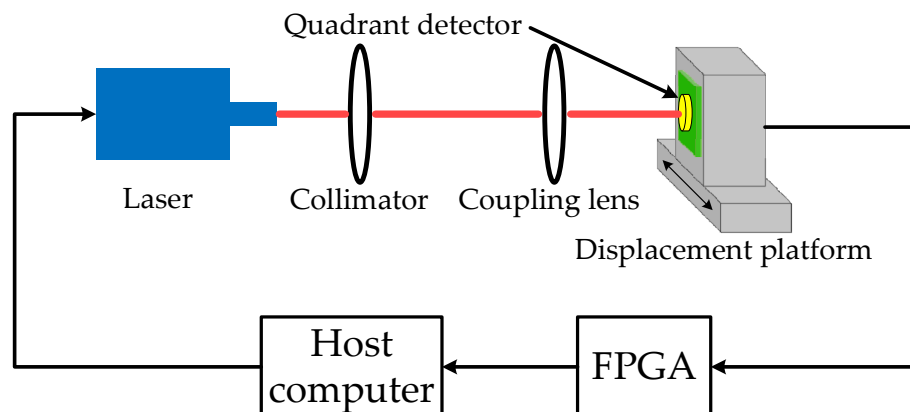 Quadrant detector
Laser
Collimator
Coupling lens
Displacement platform
Host
computer
FPGA